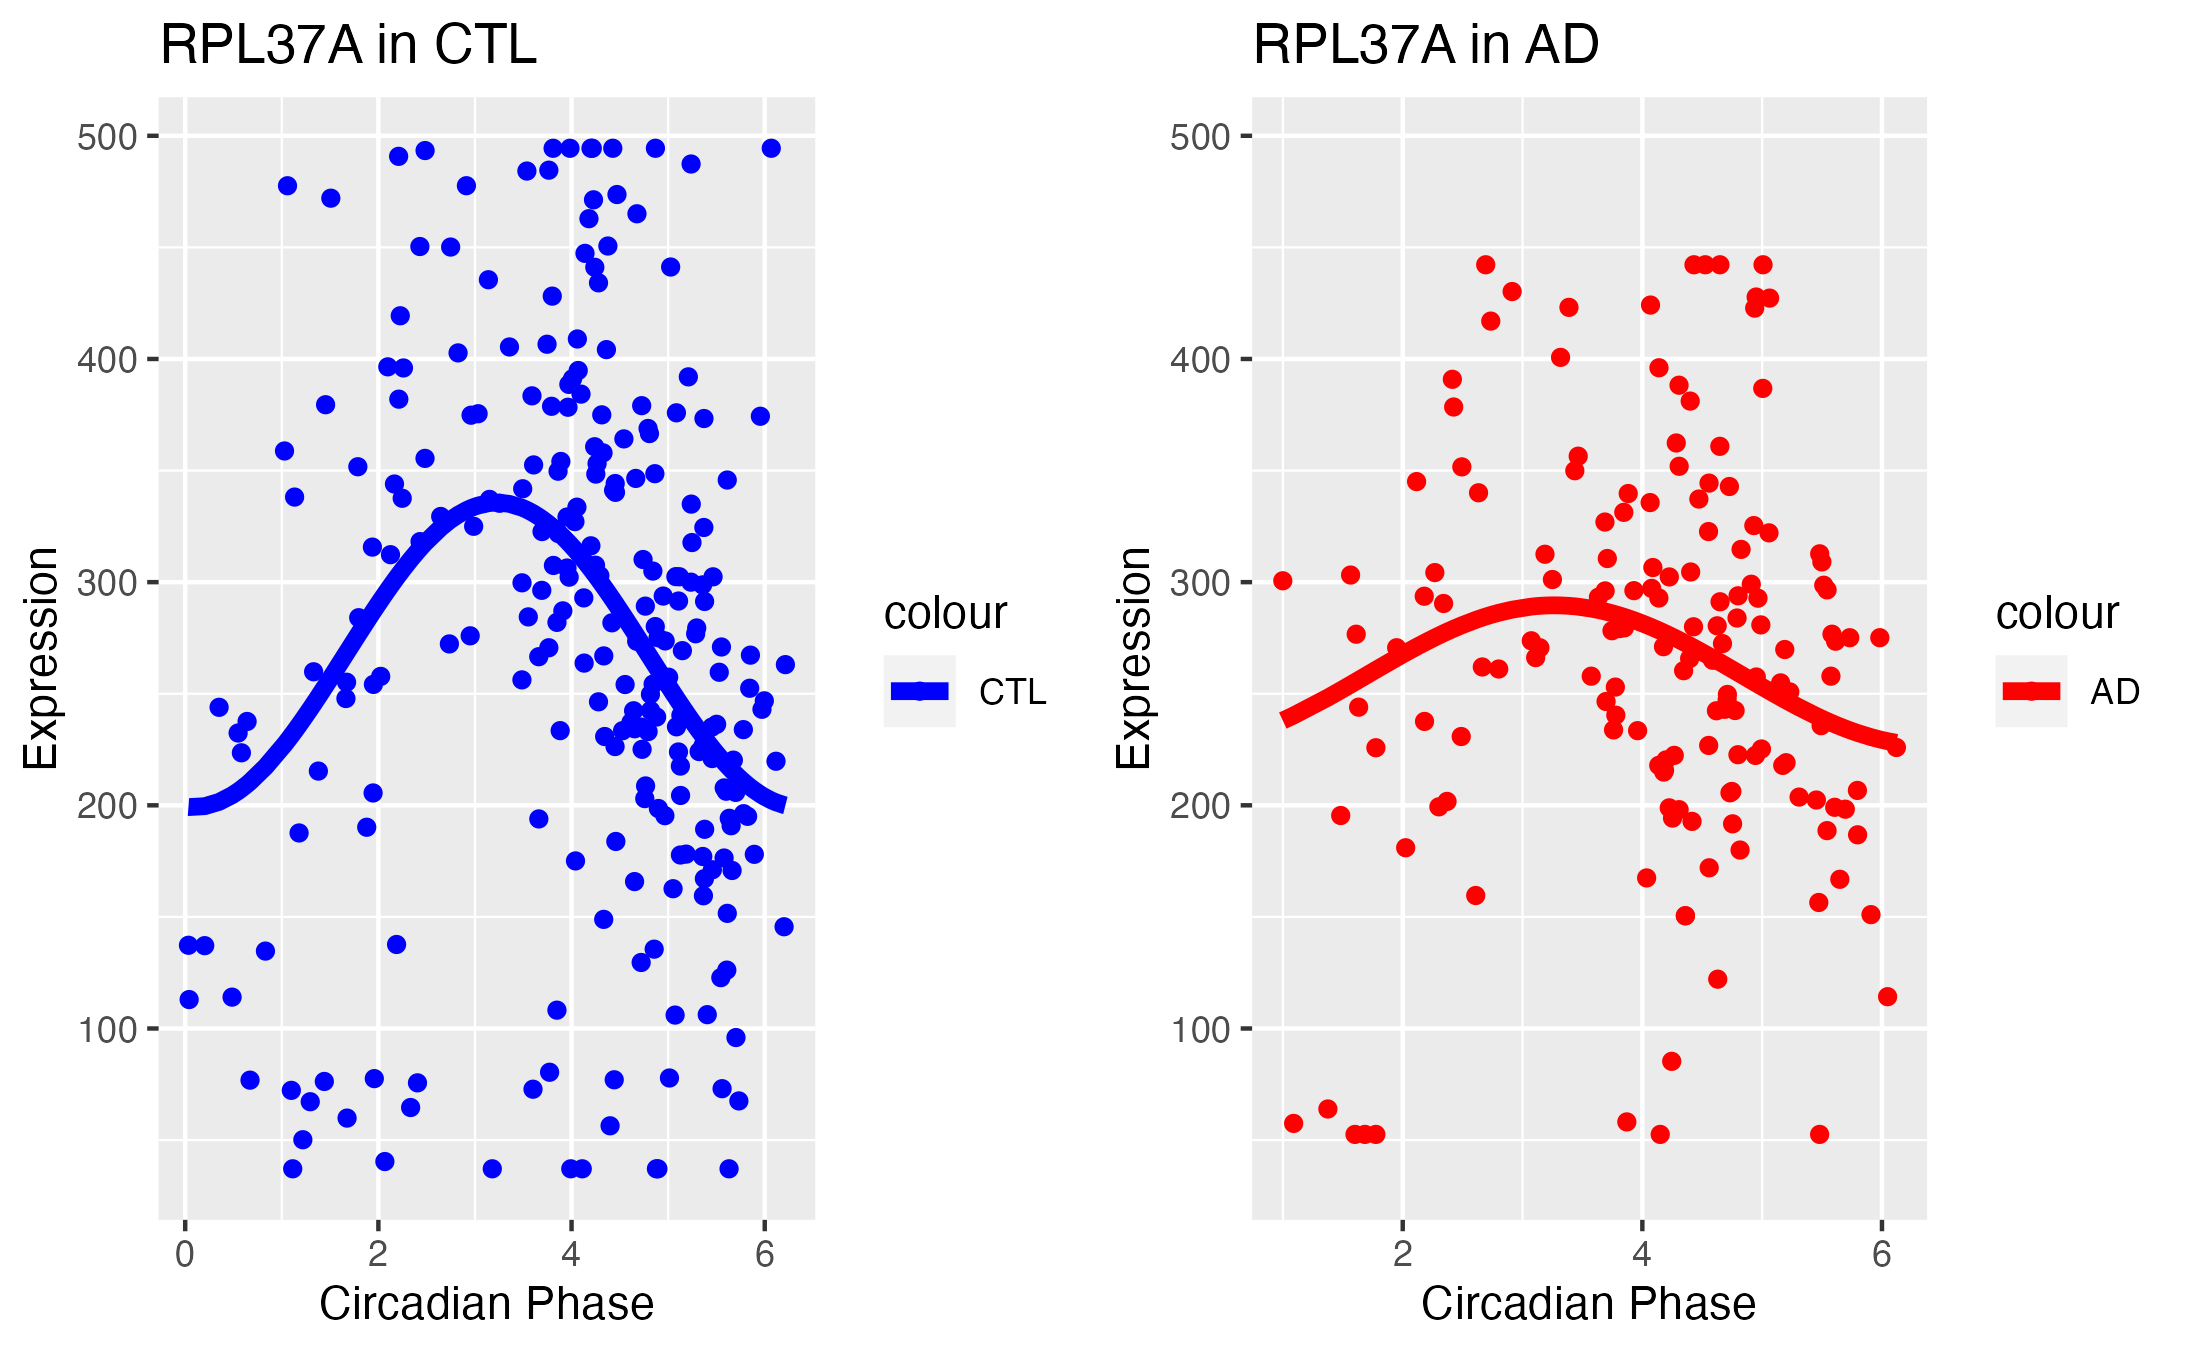 RPL37A in CTL
Expression
500
400
300
200
100
0 2 4 6
Circadian Phase
colour
CTL
RPL37A in AD
Expression
500
400
300
200
100
2 4 6
Circadian Phase
colour
AD